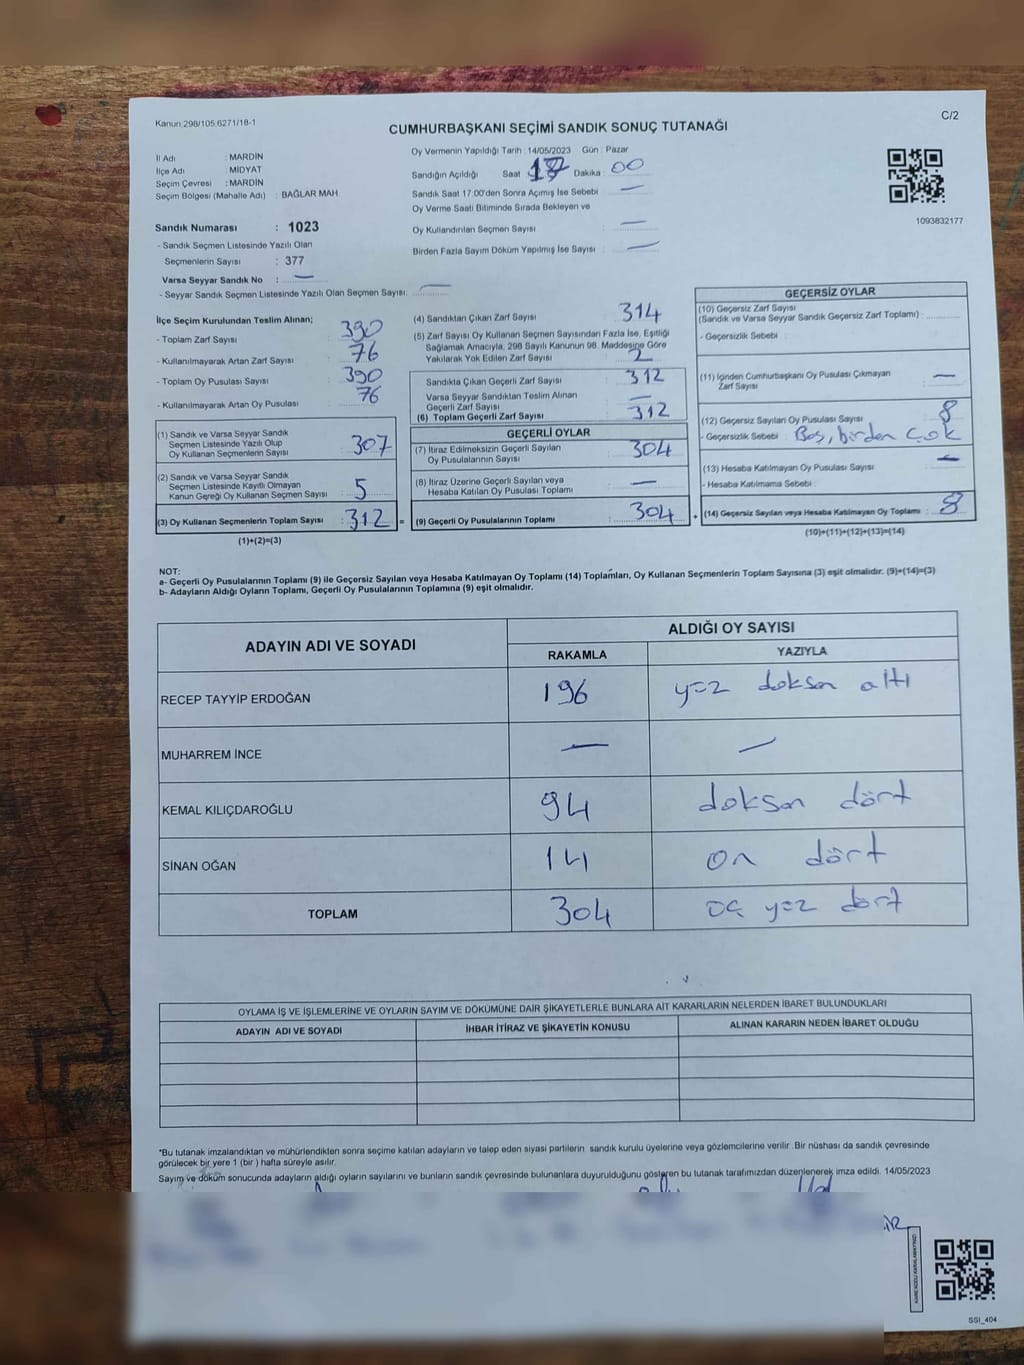 Kanun:298/105,6271/18-1
C/2
CUMHURBAŞKANI SEÇİMİ SANDIK SONUÇ TUTANAĞI
İl Adı : MARDİN
İlçe Adı : MİDYAT
Seçim Çevresi : MARDİN
Seçim Bölgesi (Mahalle Adı) : BAĞLAR MAH
Sandık Numarası : 1023
- Sandık Seçmen Listesinde Yazılı Olan
Seçmenlerin Sayısı : 377
Varsa Seyyar Sandık No : —
- Seyyar Sandık Seçmen Listesinde Yazılı Olan Seçmen Sayısı: —
Oy Vermenin Yapıldığı Tarih : 14/05/2023 Gün : Pazar
Sandığın Açıldığı Saat : 17 Dakika : 00
Sandık Saat 17:00'den Sonra Açımış İse Sebebi : —
Oy Verme Saati Bitiminde Sırada Bekleyen ve
Oy Kullandırılan Seçmen Sayısı : —
Birden Fazla Sayım Döküm Yapılmış İse Sayısı : —
1093832177
İlçe Seçim Kurulundan Teslim Alınan;
- Toplam Zarf Sayısı : 390
- Kullanılmayarak Artan Zarf Sayısı : 76
- Toplam Oy Pusulası Sayısı : 390
- Kullanılmayarak Artan Oy Pusulası : 76
(1) Sandık ve Varsa Seyyar Sandık
Seçmen Listesinde Yazılı Olup
Oy Kullanan Seçmenlerin Sayısı : 307
(2) Sandık ve Varsa Seyyar Sandık
Seçmen Listesinde Kayıtlı Olmayan
Kanun Gereği Oy Kullanan Seçmen Sayısı : 5
(3) Oy Kullanan Seçmenlerin Toplam Sayısı : 312 =
(1)+(2)=(3)
(4) Sandıktan Çıkan Zarf Sayısı : 314
(5) Zarf Sayısı Oy Kullanan Seçmen Sayısından Fazla İse, Eşitliği
Sağlamak Amacıyla, 298 Sayılı Kanunun 98. Maddesine Göre
Yakılarak Yok Edilen Zarf Sayısı : 2
Sandıkta Çıkan Geçerli Zarf Sayısı : 312
Varsa Seyyar Sandıktan Teslim Alınan
Geçerli Zarf Sayısı : —
(6) Toplam Geçerli Zarf Sayısı : 312
GEÇERLİ OYLAR
(7) İtiraz Edilmeksizin Geçerli Sayılan
Oy Pusulalarının Sayısı : 304
(8) İtiraz Üzerine Geçerli Sayılan veya
Hesaba Katılan Oy Pusulası Toplamı : —
(9) Geçerli Oy Pusulalarının Toplamı : 304 +
GEÇERSİZ OYLAR
(10) Geçersiz Zarf Sayısı
(Sandık ve Varsa Seyyar Sandık Geçersiz Zarf Toplamı) :
- Geçersizlik Sebebi :
(11) İçinden Cumhurbaşkanı Oy Pusulası Çıkmayan
Zarf Sayısı : —
(12) Geçersiz Sayılan Oy Pusulası Sayısı : 8
- Geçersizlik Sebebi : Boş, birden çok
(13) Hesaba Katılmayan Oy Pusulası Sayısı : —
- Hesaba Katılmama Sebebi :
(14) Geçersiz Sayılan veya Hesaba Katılmayan Oy Toplamı : 8
(10)+(11)+(12)+(13)=(14)
NOT:
a- Geçerli Oy Pusulalarının Toplamı (9) ile Geçersiz Sayılan veya Hesaba Katılmayan Oy Toplamı (14) Toplamları, Oy Kullanan Seçmenlerin Toplam Sayısına (3) eşit olmalıdır. (9)+(14)=(3)
b- Adayların Aldığı Oyların Toplamı, Geçerli Oy Pusulalarının Toplamına (9) eşit olmalıdır.
ADAYIN ADI VE SOYADI ALDIĞI OY SAYISI
RAKAMLA YAZIYLA
RECEP TAYYİP ERDOĞAN 196 yüz doksan altı
MUHARREM İNCE — —
KEMAL KILIÇDAROĞLU 94 doksan dört
SİNAN OĞAN 14 on dört
TOPLAM 304 üç yüz dört
OYLAMA İŞ VE İŞLEMLERİNE VE OYLARIN SAYIM VE DÖKÜMÜNE DAİR ŞİKAYETLERLE BUNLARA AİT KARARLARIN NELERDEN İBARET BULUNDUKLARI
ADAYIN ADI VE SOYADI İHBAR İTİRAZ VE ŞİKAYETİN KONUSU ALINAN KARARIN NEDEN İBARET OLDUĞU
*Bu tutanak imzalandıktan ve mühürlendikten sonra seçime katılan adayların ve talep eden siyasi partilerin sandık kurulu üyelerine veya gözlemcilerine verilir. Bir nüshası da sandık çevresinde
görülecek bir yere 1 (bir ) hafta süreyle asılır.
Sayım ve döküm sonucunda adayların aldığı oyların sayılarını ve bunların sandık çevresinde bulunanlara duyurulduğunu gösteren bu tutanak tarafımızdan düzenlenerek imza edildi. 14/05/2023
SSI_404